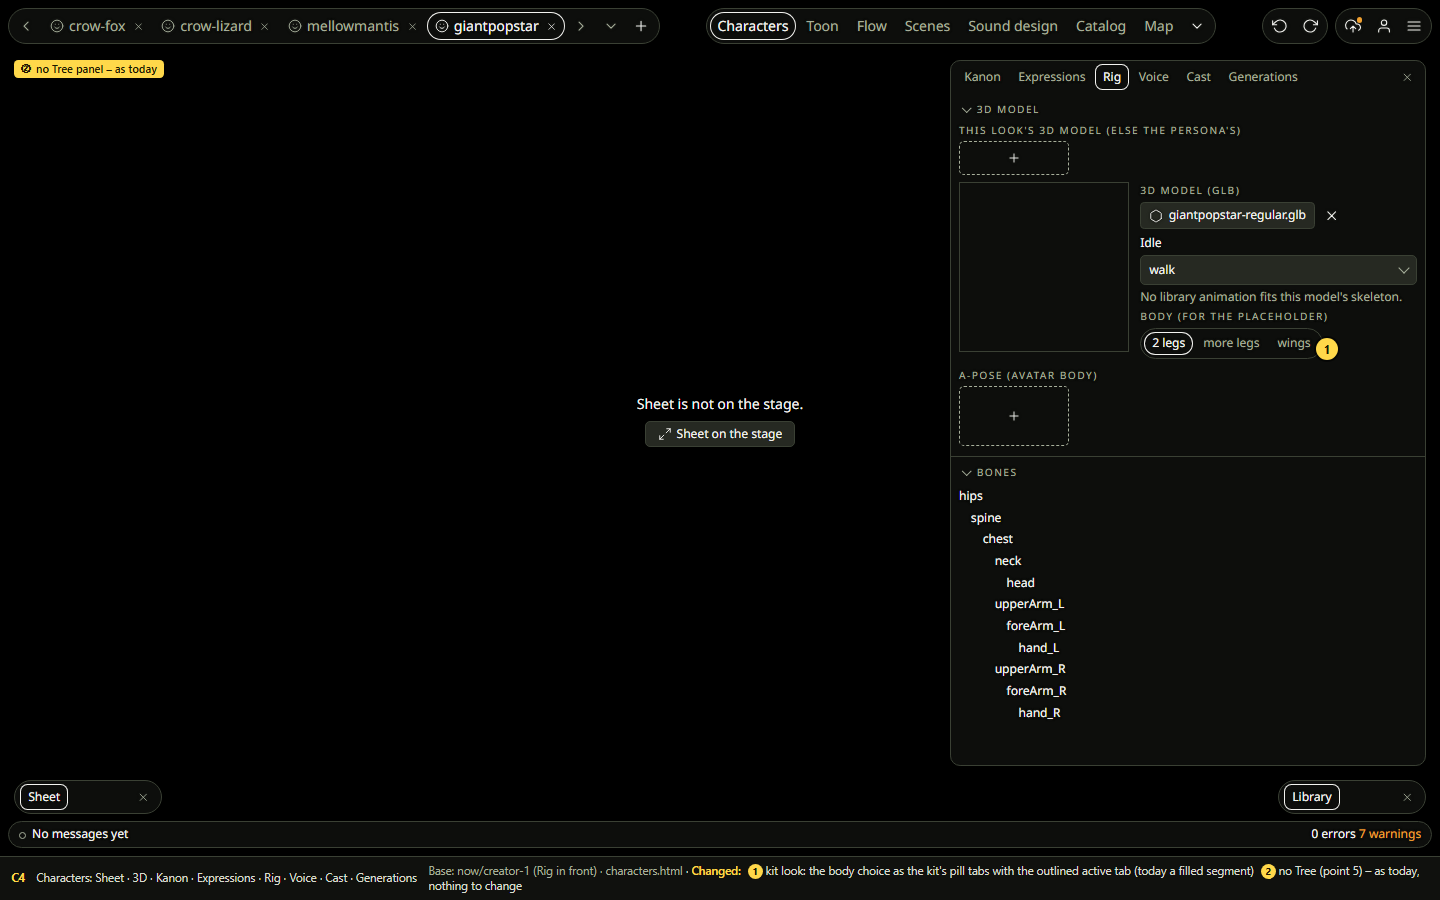 crow-fox crow-lizard mellowmantis giantpopstar
Characters Toon Flow Scenes Sound design Catalog Map
2 no Tree panel – as today
Kanon Expressions Rig Voice Cast Generations
3D MODEL
THIS LOOK'S 3D MODEL (ELSE THE PERSONA'S)
3D MODEL (GLB)
giantpopstar-regular.glb
Idle
walk
No library animation fits this model's skeleton.
BODY (FOR THE PLACEHOLDER)
2 legs more legs wings
1
A-POSE (AVATAR BODY)
Sheet is not on the stage.
Sheet on the stage
BONES
hips
spine
chest
neck
head
upperArm_L
foreArm_L
hand_L
upperArm_R
foreArm_R
hand_R
Sheet
Library
No messages yet
0 errors 7 warnings
C4 Characters: Sheet · 3D · Kanon · Expressions · Rig · Voice · Cast · Generations
Base: now/creator-1 (Rig in front) · characters.html · Changed: 1 kit look: the body choice as the kit's pill tabs with the outlined active tab (today a filled segment) 2 no Tree (point 5) – as today,
nothing to change